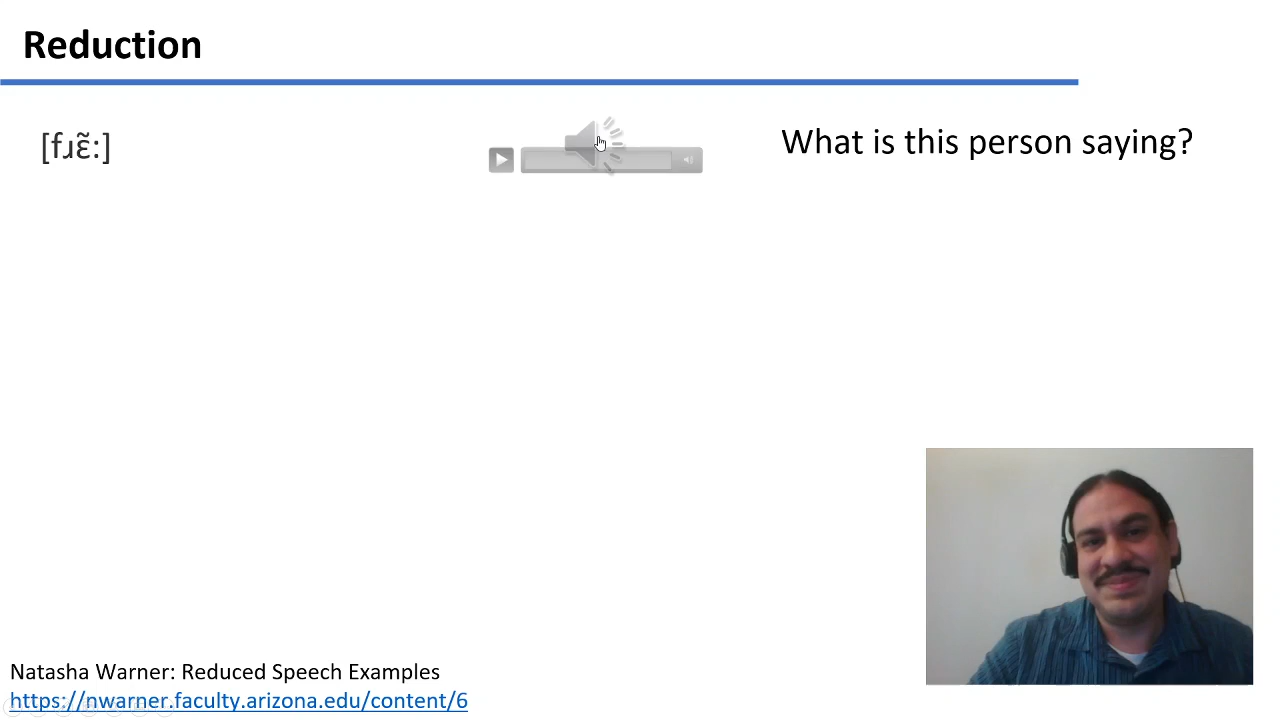 Reduction
[fɹɛ̃:]
What is this person saying?
Natasha Warner: Reduced Speech Examples
https://nwarner.faculty.arizona.edu/content/6